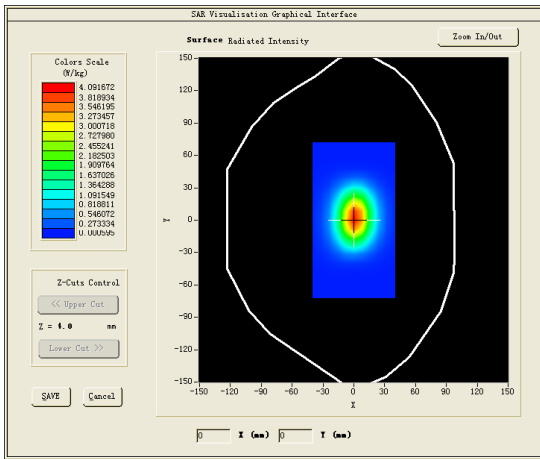 SAR Visualisation Graphical Interface
Surface Radiated Intensity
Zoom In/Out
Colors Scale
(W/kg)
4.091672
3.818934
3.546195
3.273457
3.000718
2.727980
2.455241
2.182503
1.909764
1.637026
1.364288
1.091549
0.818811
0.546072
0.273334
0.000595
150
120
90
60
30
0
-30
-60
-90
-120
-150
Y
-150 -120 -90 -60 -30 0 30 60 90 120 150
X
Z-Cuts Control
<< Upper Cut
Z = 4.0 mm
Lower Cut >>
SAVE
Cancel
0 X (mm) 0 Y (mm)